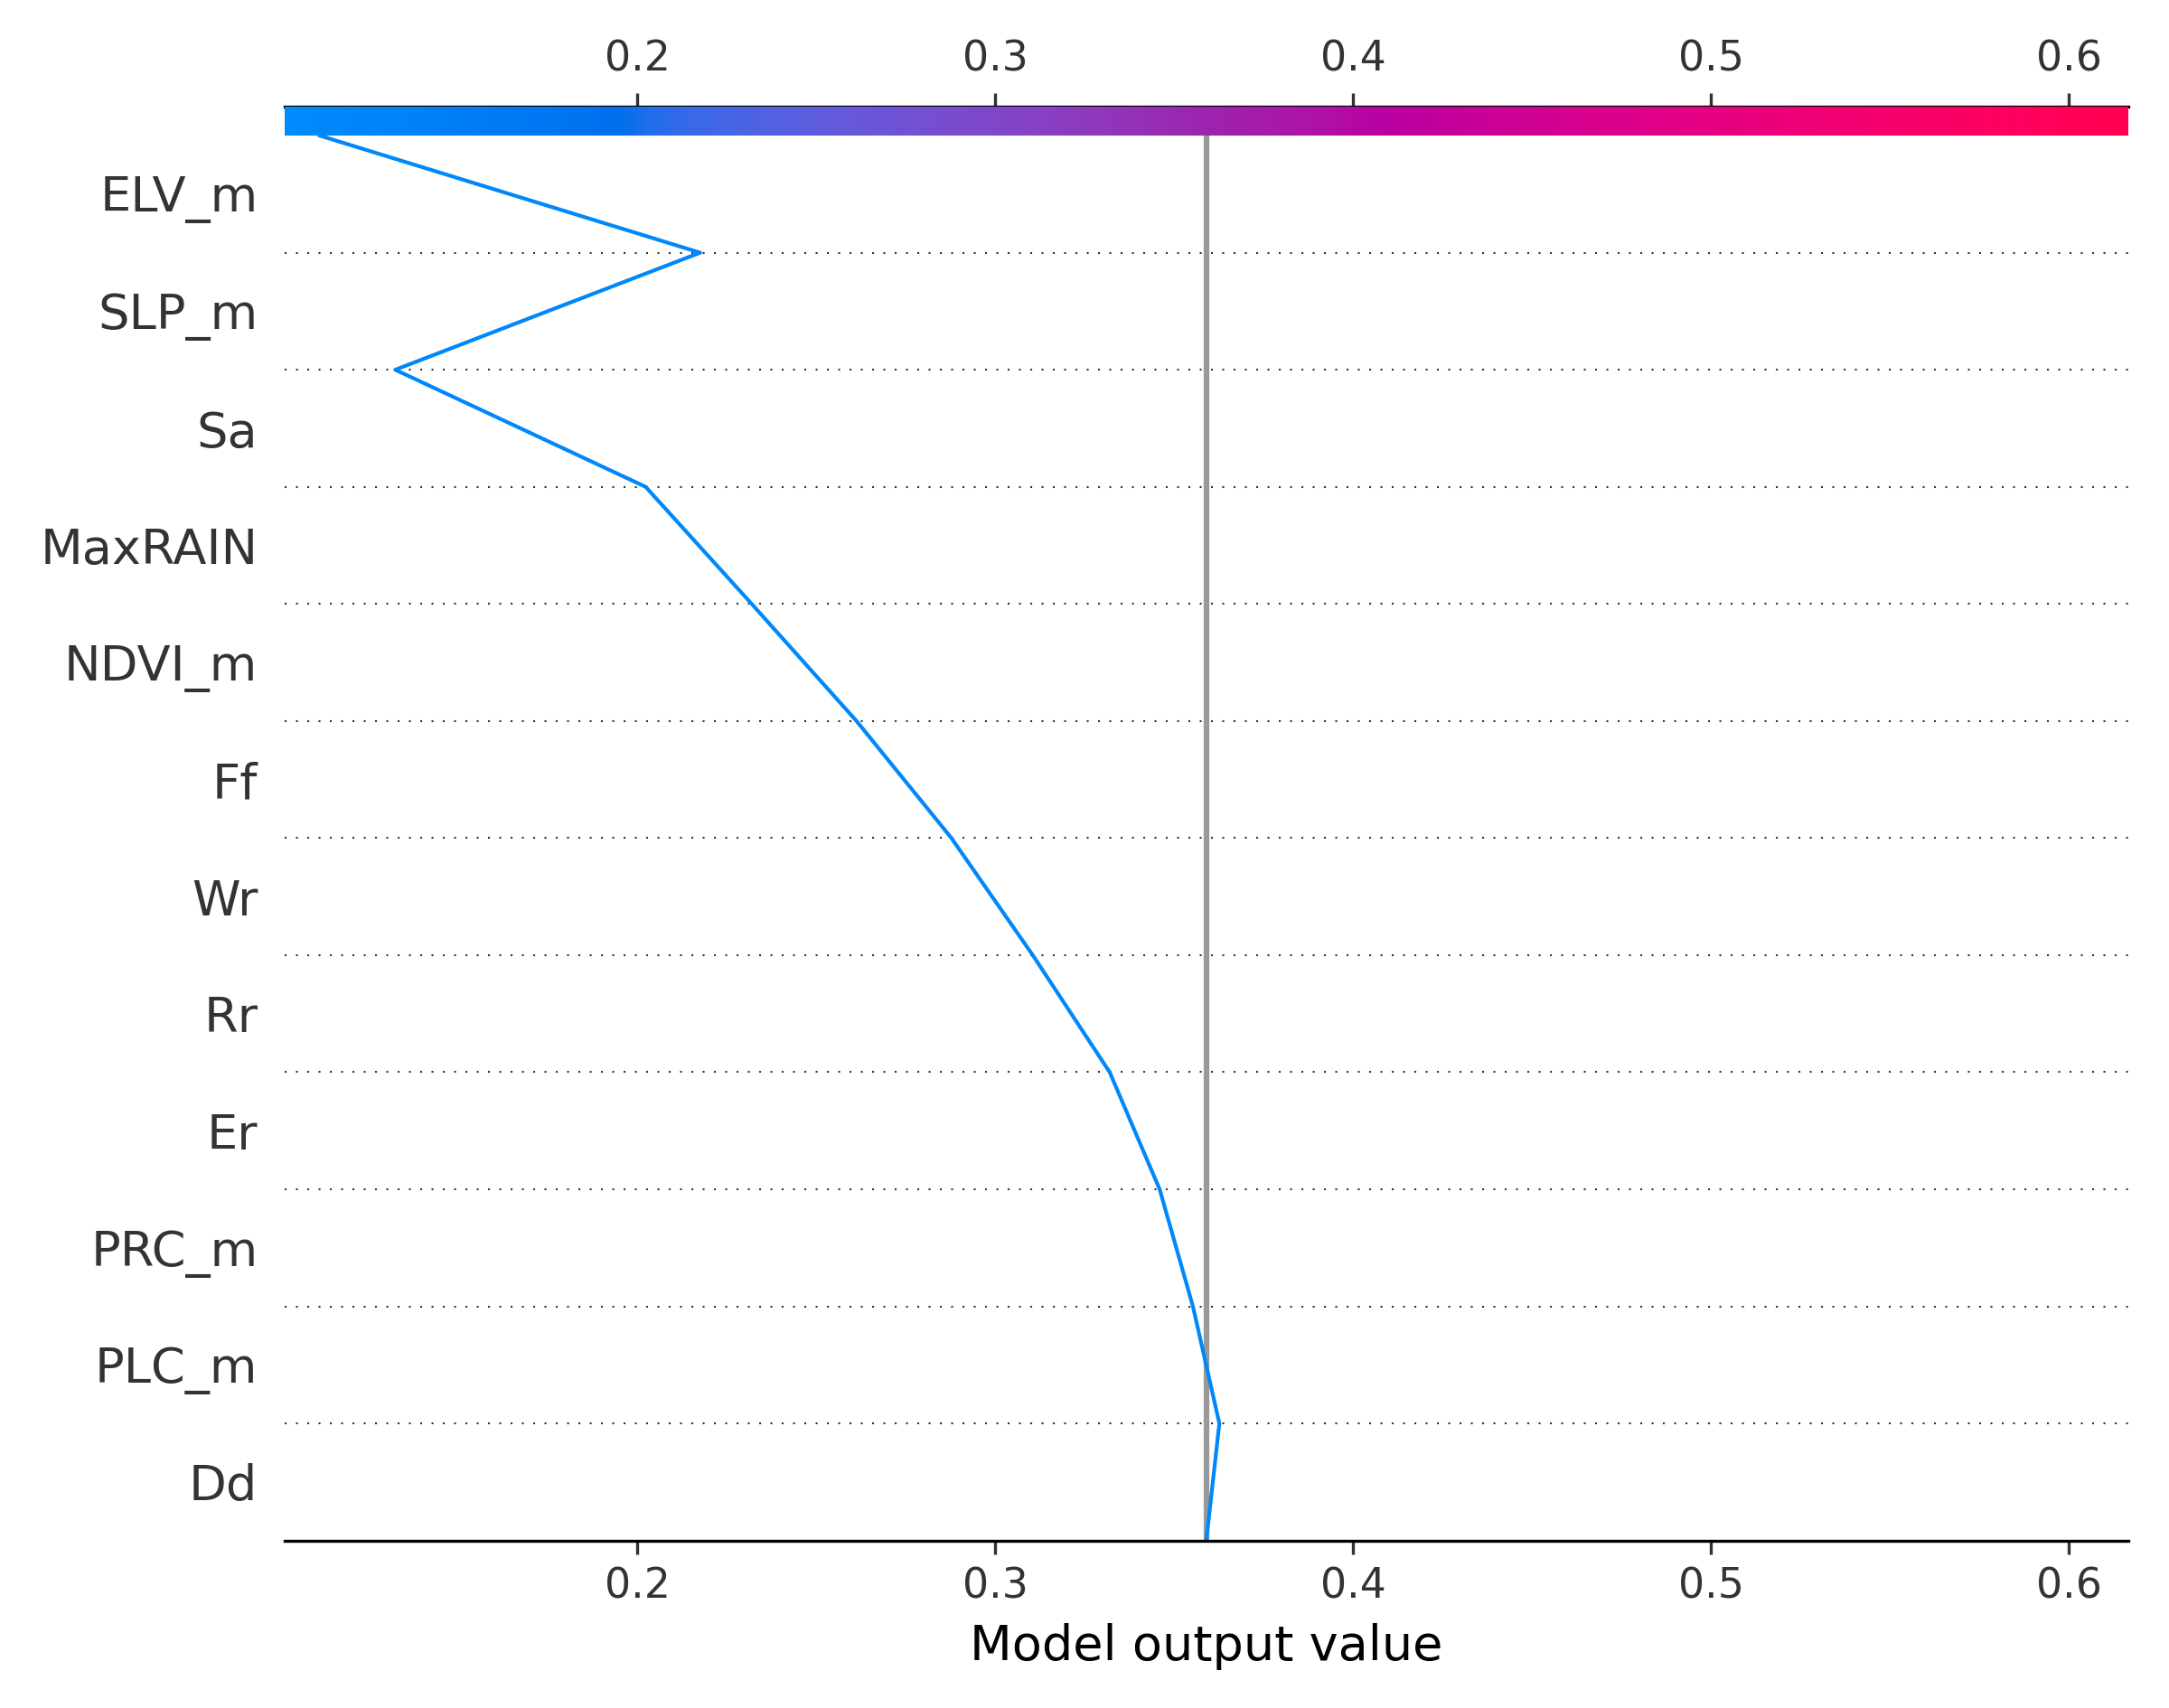 0.2 0.3 0.4 0.5 0.6
ELV_m
SLP_m
Sa
MaxRAIN
NDVI_m
Ff
Wr
Rr
Er
PRC_m
PLC_m
Dd
0.2 0.3 0.4 0.5 0.6
Model output value